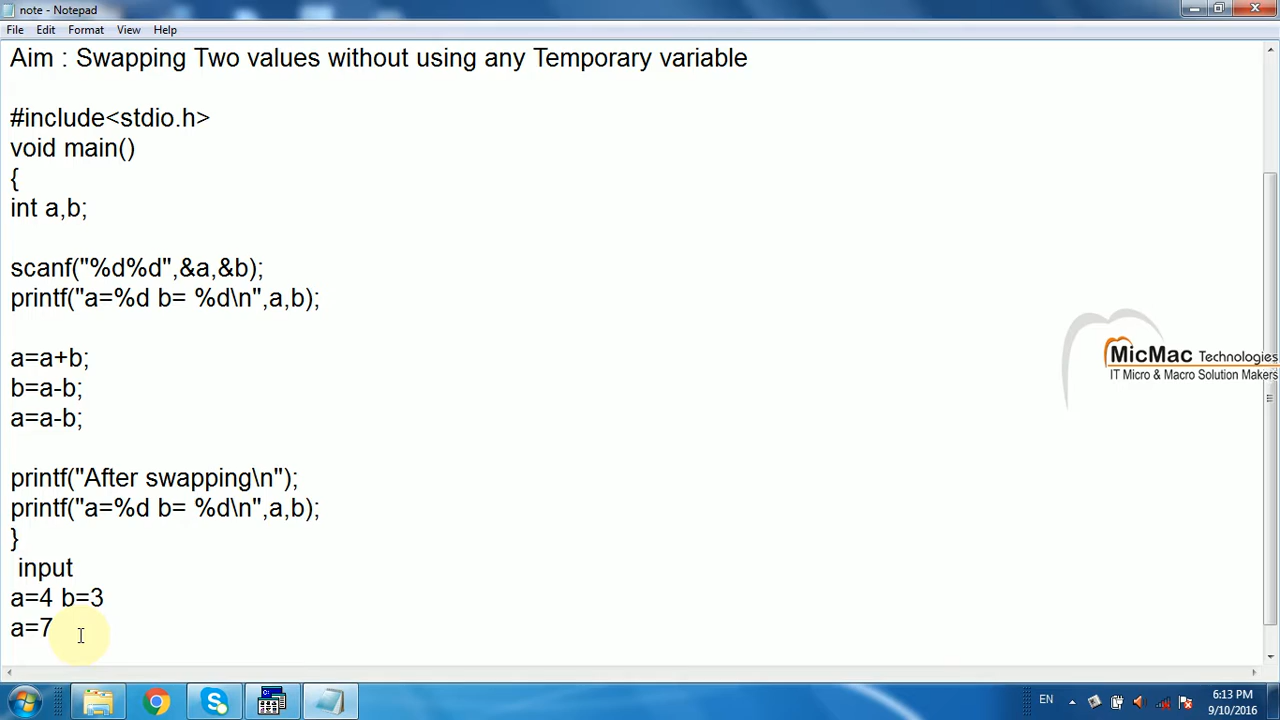 note - Notepad
File Edit Format View Help
Aim : Swapping Two values without using any Temporary variable
#include<stdio.h>
void main()
{
int a,b;
scanf("%d%d",&a,&b);
printf("a=%d b= %d\n",a,b);
a=a+b;
b=a-b;
a=a-b;
printf("After swapping\n");
printf("a=%d b= %d\n",a,b);
}
input
a=4 b=3
a=7
MicMac Technologies
IT Micro & Macro Solution Makers
EN
6:13 PM
9/10/2016